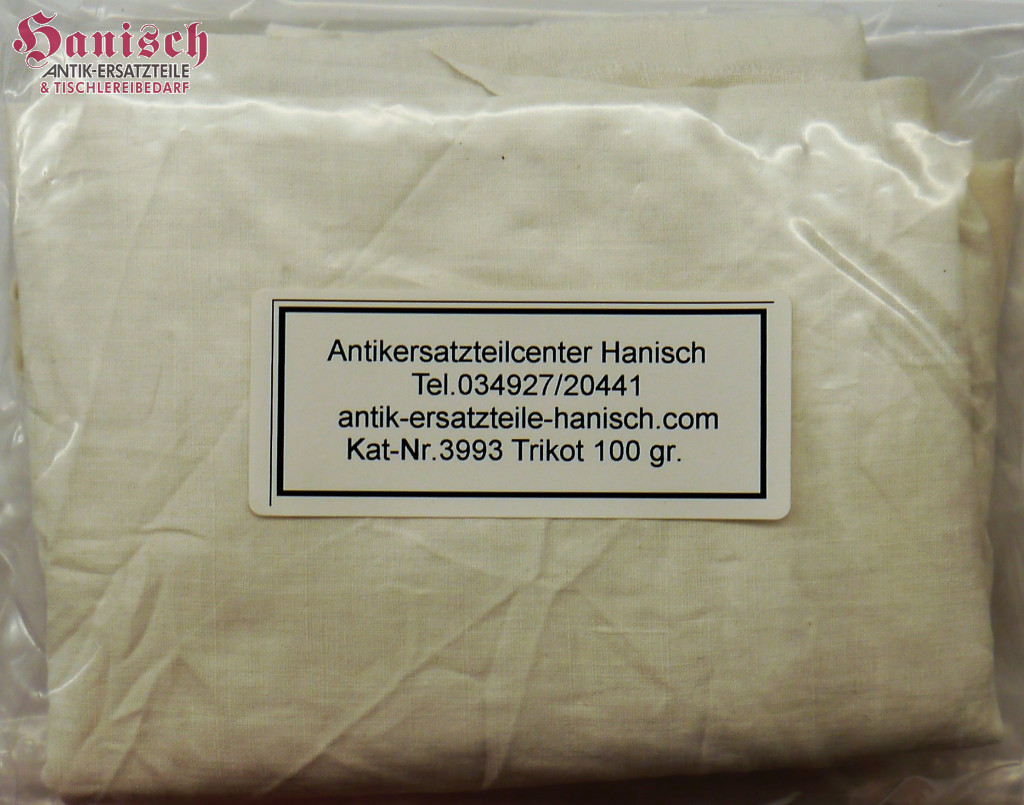 Hanisch
ANTIK-ERSATZTEILE
& TISCHLEREIBEDARF
Antikersatzteilcenter Hanisch
Tel.034927/20441
antik-ersatzteile-hanisch.com
Kat-Nr.3993 Trikot 100 gr.